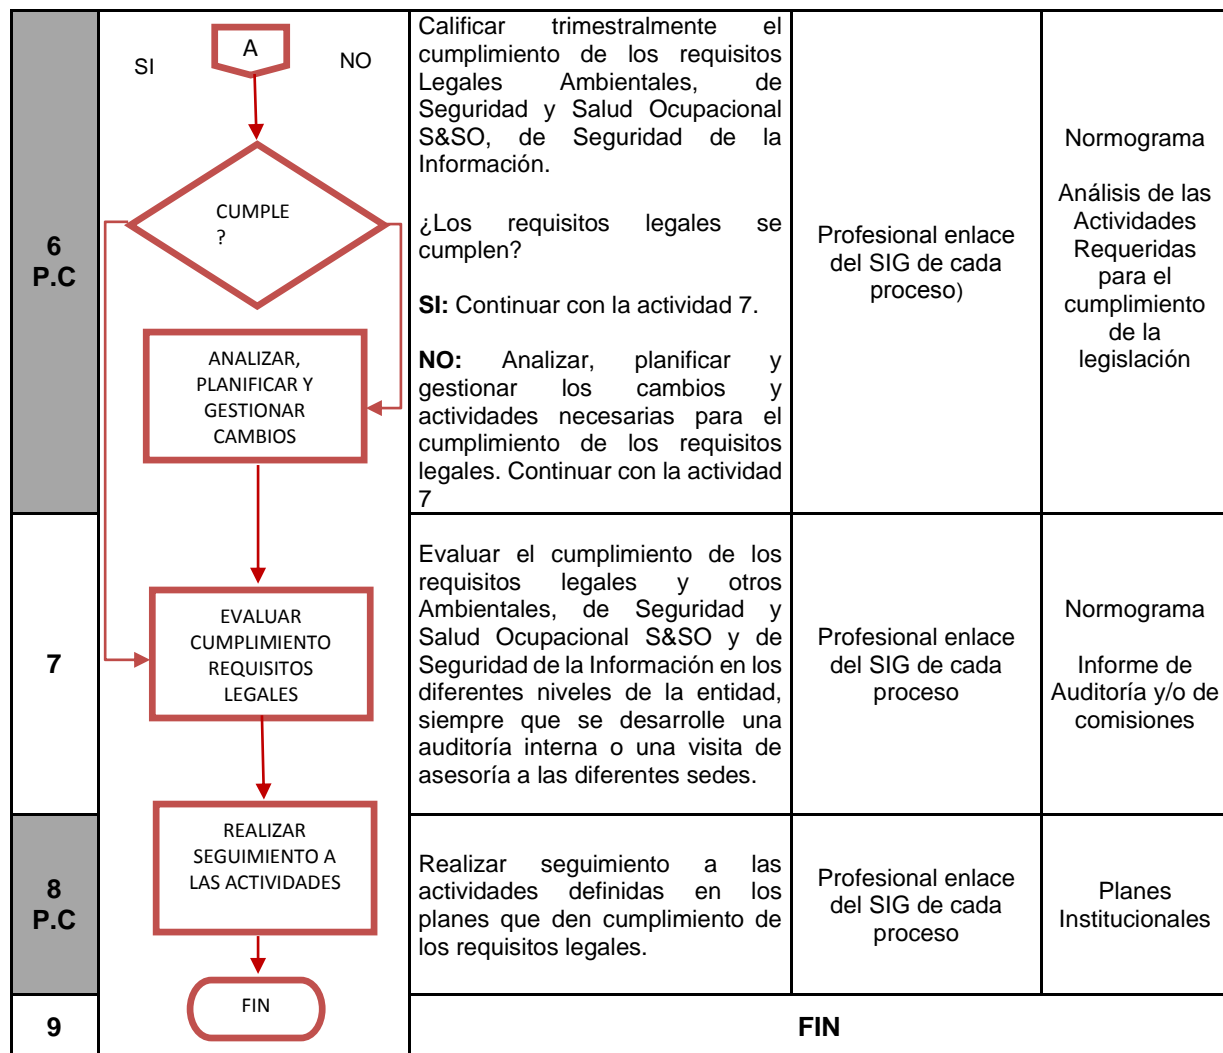 6
P.C
SI
A
NO
CUMPLE
?
ANALIZAR,
PLANIFICAR Y
GESTIONAR
CAMBIOS
Calificar trimestralmente el
cumplimiento de los requisitos
Legales Ambientales, de
Seguridad y Salud Ocupacional
S&SO, de Seguridad de la
Información.
¿Los requisitos legales se
cumplen?
SI: Continuar con la actividad 7.
NO: Analizar, planificar y
gestionar los cambios y
actividades necesarias para el
cumplimiento de los requisitos
legales. Continuar con la actividad
7
Profesional enlace
del SIG de cada
proceso)
Normograma
Análisis de las
Actividades
Requeridas
para el
cumplimiento
de la
legislación
7
EVALUAR
CUMPLIMIENTO
REQUISITOS
LEGALES
Evaluar el cumplimiento de los
requisitos legales y otros
Ambientales, de Seguridad y
Salud Ocupacional S&SO y de
Seguridad de la Información en los
diferentes niveles de la entidad,
siempre que se desarrolle una
auditoría interna o una visita de
asesoría a las diferentes sedes.
Profesional enlace
del SIG de cada
proceso
Normograma
Informe de
Auditoría y/o de
comisiones
8
P.C
REALIZAR
SEGUIMIENTO A
LAS ACTIVIDADES
Realizar seguimiento a las
actividades definidas en los
planes que den cumplimiento de
los requisitos legales.
Profesional enlace
del SIG de cada
proceso
Planes
Institucionales
9
FIN
FIN